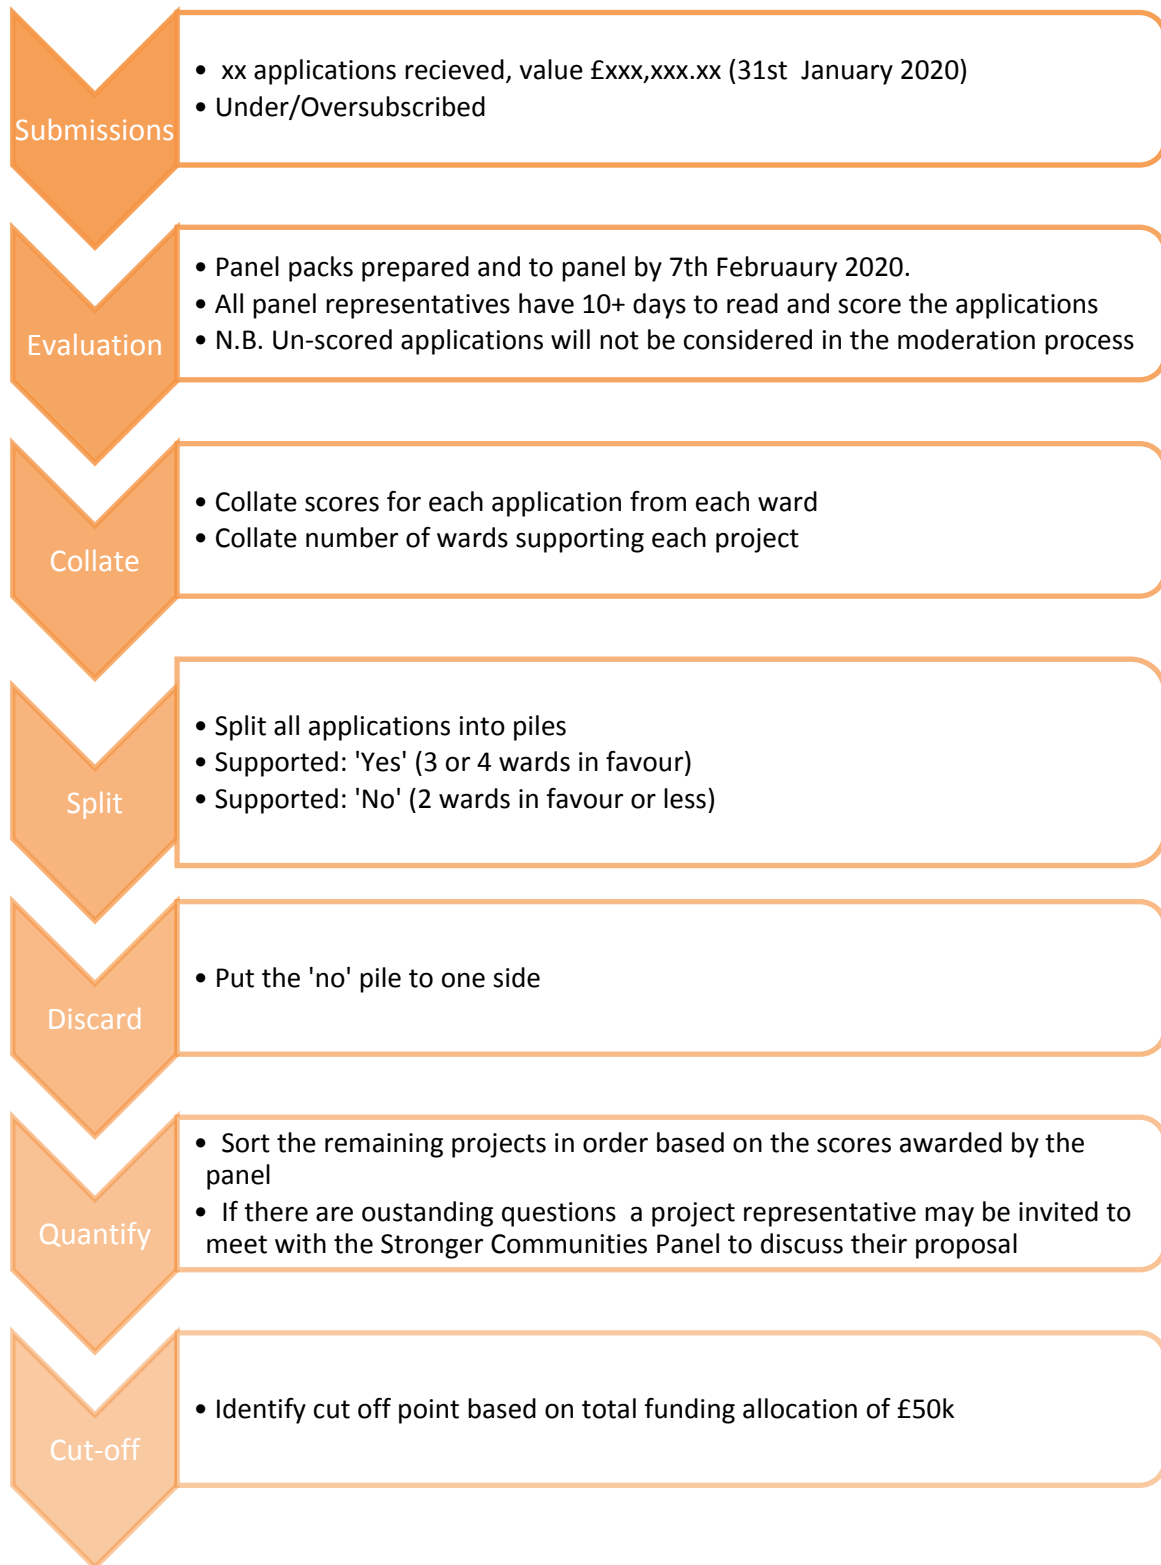 Submissions
• xx applications recieved, value £xxx,xxx.xx (31st January 2020)
• Under/Oversubscribed
Evaluation
• Panel packs prepared and to panel by 7th Februaury 2020.
• All panel representatives have 10+ days to read and score the applications
• N.B. Un-scored applications will not be considered in the moderation process
Collate
• Collate scores for each application from each ward
• Collate number of wards supporting each project
Split
• Split all applications into piles
• Supported: 'Yes' (3 or 4 wards in favour)
• Supported: 'No' (2 wards in favour or less)
Discard
• Put the 'no' pile to one side
Quantify
• Sort the remaining projects in order based on the scores awarded by the
panel
• If there are oustanding questions a project representative may be invited to
meet with the Stronger Communities Panel to discuss their proposal
Cut-off
• Identify cut off point based on total funding allocation of £50k